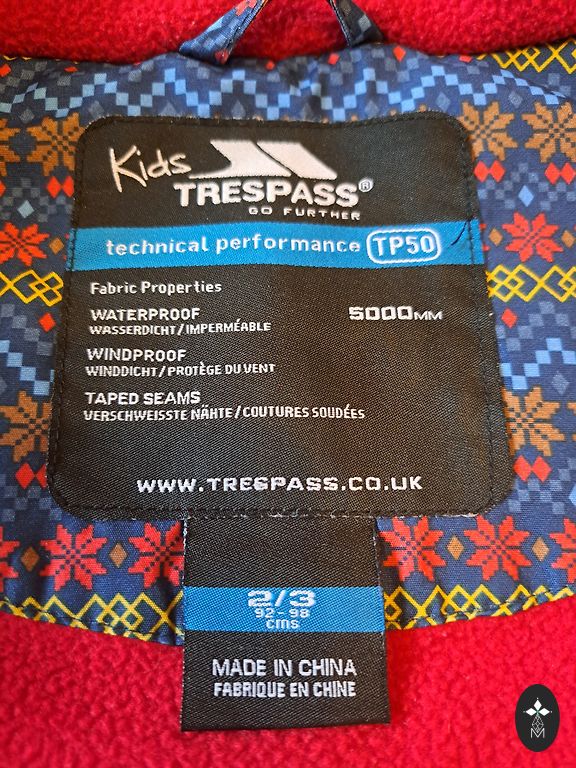 Kids
TRESPASS®
GO FURTHER
technical performance TP50
Fabric Properties
WATERPROOF 5000MM
WASSERDICHT/IMPERMÉABLE
WINDPROOF
WINDDICHT/PROTÈGE DU VENT
TAPED SEAMS
VERSCHWEISSTE NÄHTE/COUTURES SOUDÉES
WWW.TRESPASS.CO.UK
2/3
92-98
cms
MADE IN CHINA
FABRIQUE EN CHINE
M